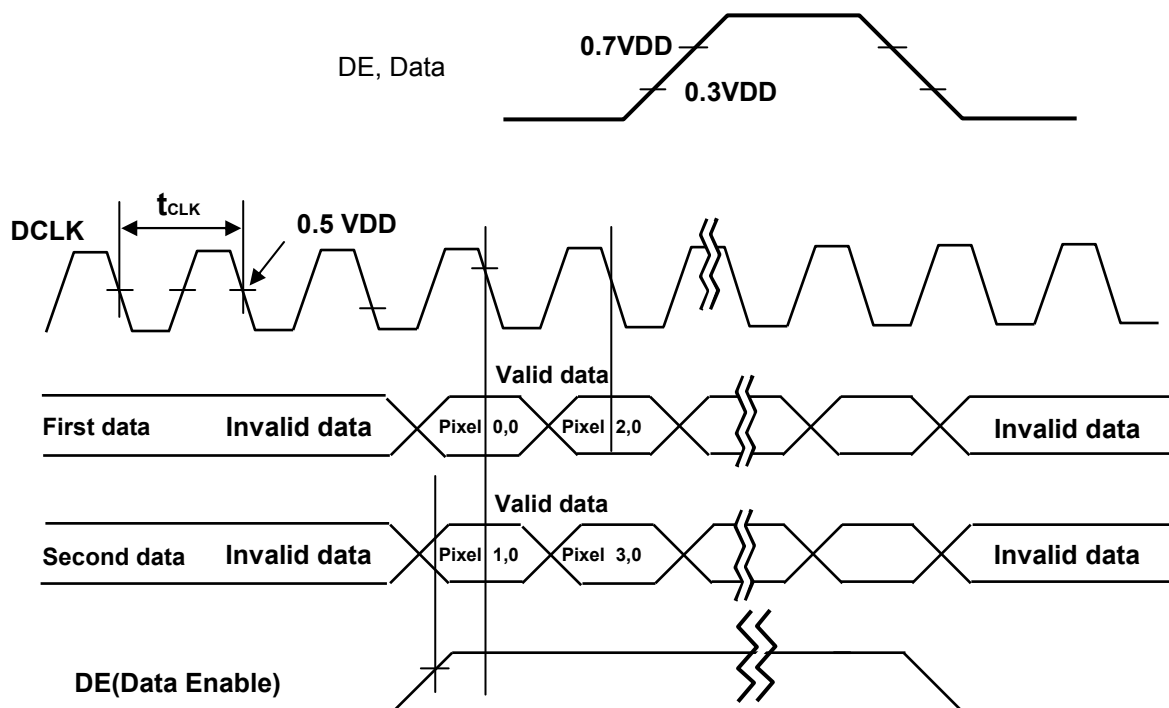 0.7VDD
DE, Data
0.3VDD
tCLK
0.5 VDD
DCLK
Valid data
First data Invalid data Pixel 0,0 Pixel 2,0 Invalid data
Valid data
Second data Invalid data Pixel 1,0 Pixel 3,0 Invalid data
DE(Data Enable)